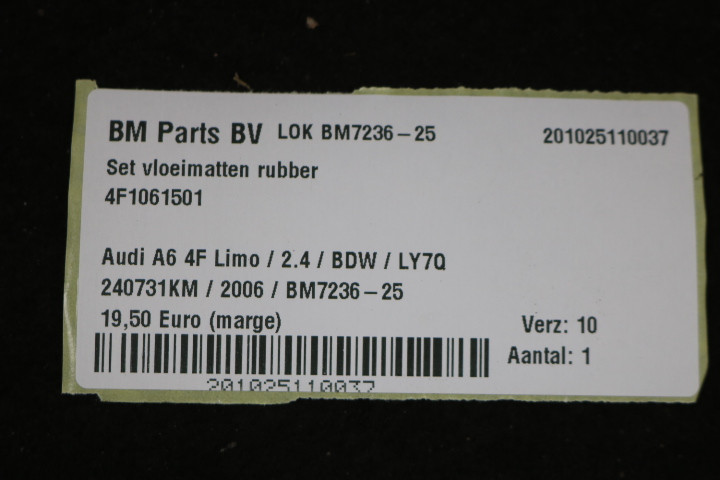 BM Parts BV LOK BM7236-25 201025110037
Set vloeimatten rubber
4F1061501
Audi A6 4F Limo / 2.4 / BDW / LY7Q
240731KM / 2006 / BM7236-25
19,50 Euro (marge) Verz: 10
Aantal: 1
201025110037